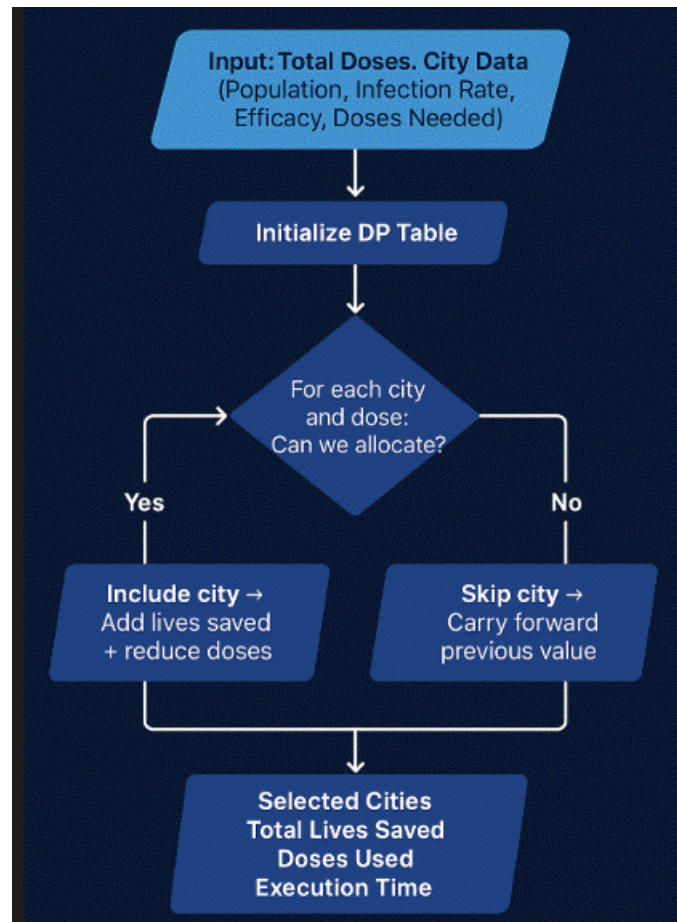 Input: Total Doses. City Data
(Population, Infection Rate,
Efficacy, Doses Needed)
Initialize DP Table
For each city
and dose:
Can we allocate?
Yes
No
Include city →
Add lives saved
+ reduce doses
Skip city →
Carry forward
previous value
Selected Cities
Total Lives Saved
Doses Used
Execution Time